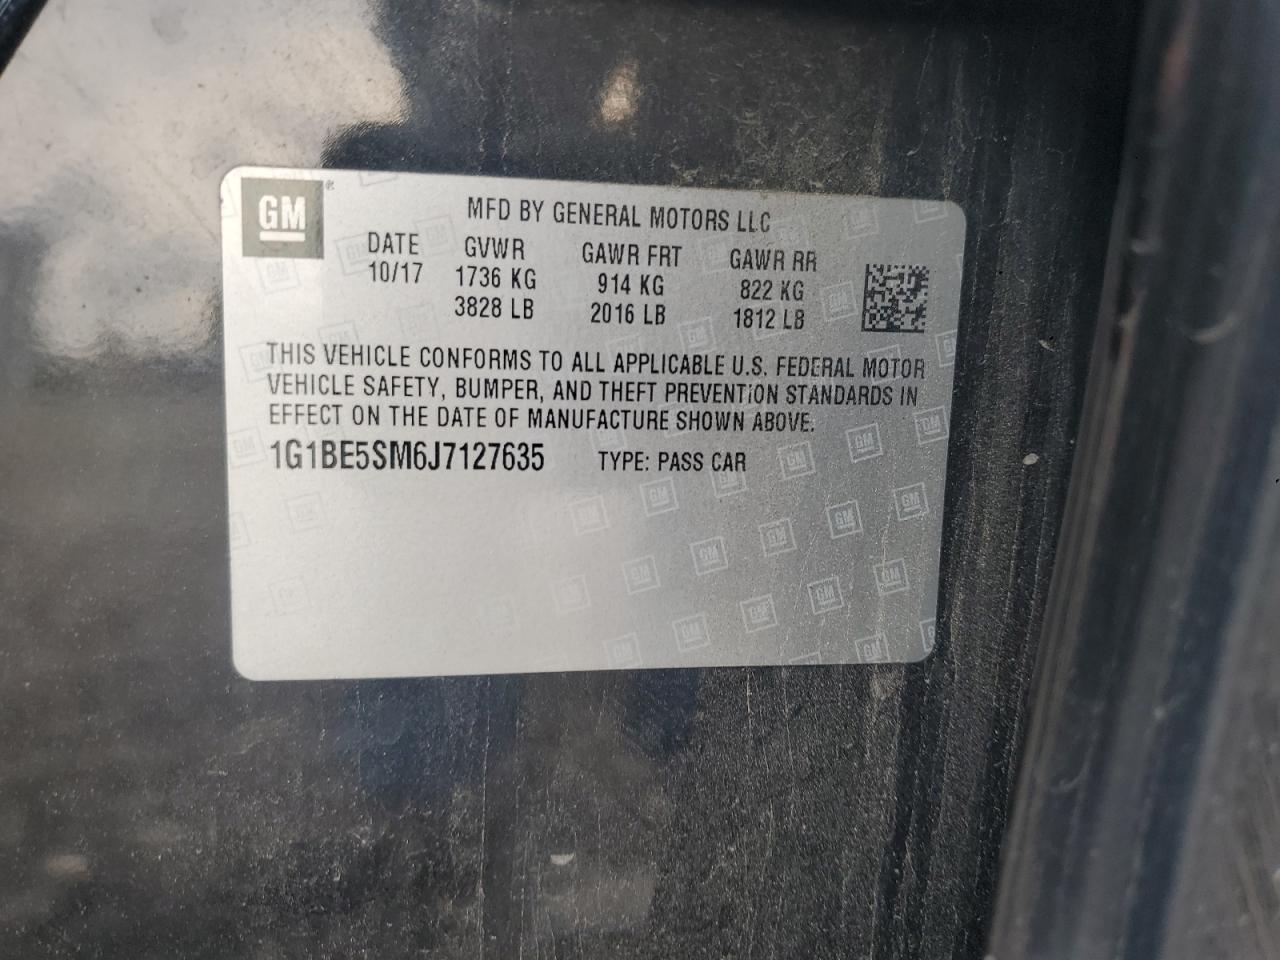 GM ®
MFD BY GENERAL MOTORS LLC
DATE GVWR GAWR FRT GAWR RR
10/17 1736 KG 914 KG 822 KG
3828 LB 2016 LB 1812 LB
THIS VEHICLE CONFORMS TO ALL APPLICABLE U.S. FEDERAL MOTOR
VEHICLE SAFETY, BUMPER, AND THEFT PREVENTION STANDARDS IN
EFFECT ON THE DATE OF MANUFACTURE SHOWN ABOVE.
1G1BE5SM6J7127635 TYPE: PASS CAR